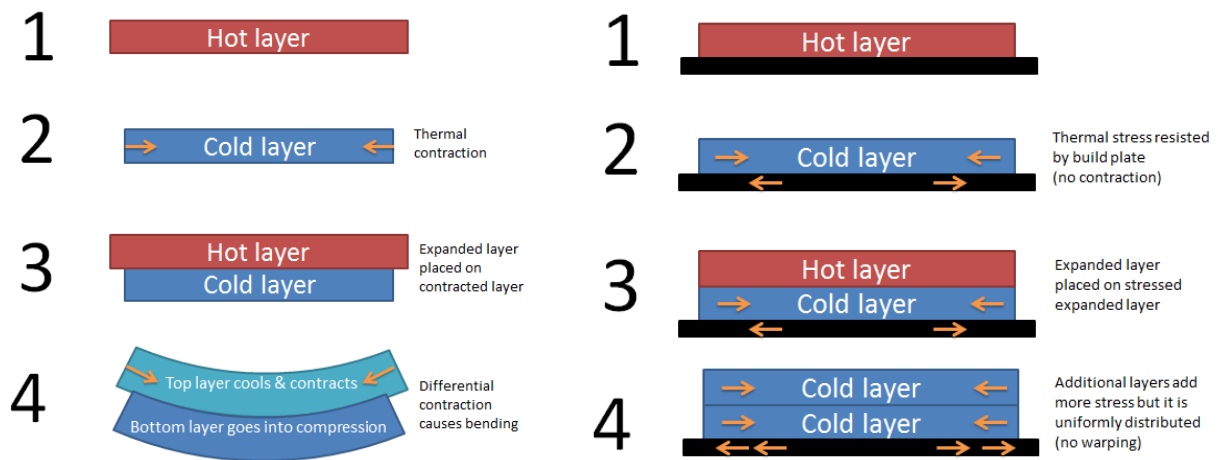 1
Hot layer
2
Cold layer
Thermal
contraction
3
Hot layer
Cold layer
Expanded layer
placed on
contracted layer
4
Top layer cools & contracts
Bottom layer goes into compression
Differential
contraction
causes bending
1
Hot layer
2
Cold layer
Thermal stress resisted
by build plate
(no contraction)
3
Hot layer
Cold layer
Expanded layer
placed on stressed
expanded layer
4
Cold layer
Cold layer
Additional layers add
more stress but it is
uniformly distributed
(no warping)